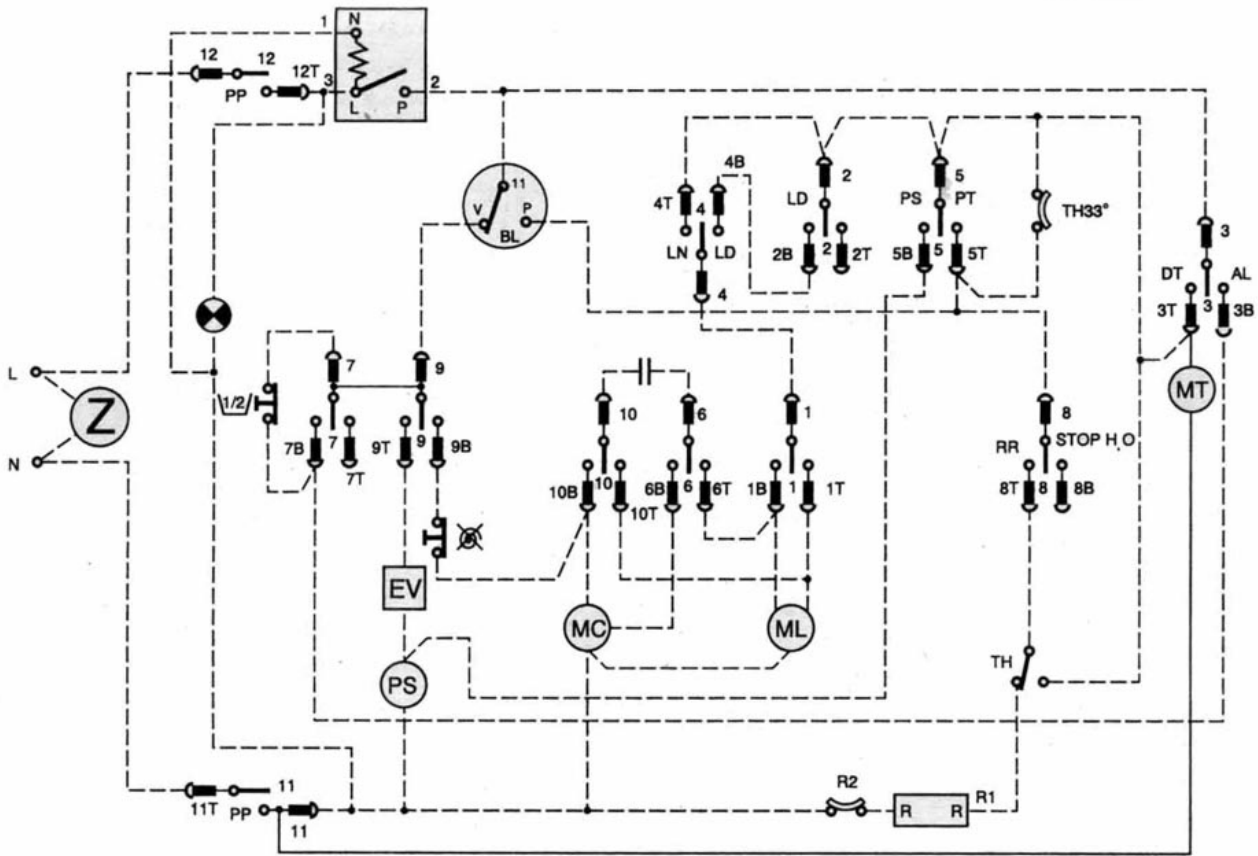 1
N
12
12
12T
3
2
PP
L
P
4B
2
5
4T
4
LD
PS
PT
TH33°
11
V
P
BL
LN
LD
2B
2
2T
5B
5
5T
3
DT
AL
3T
3
3B
4
7
9
MT
L
1/2
Z
10
6
1
8
N
7B
7
9T
9
9B
RR
STOP H O
7T
10B
10
6B
6
6T
1B
1
1T
8T
8
8B
10T
EV
MC
ML
TH
PS
11
R2
R1
11T
PP
11
R
R